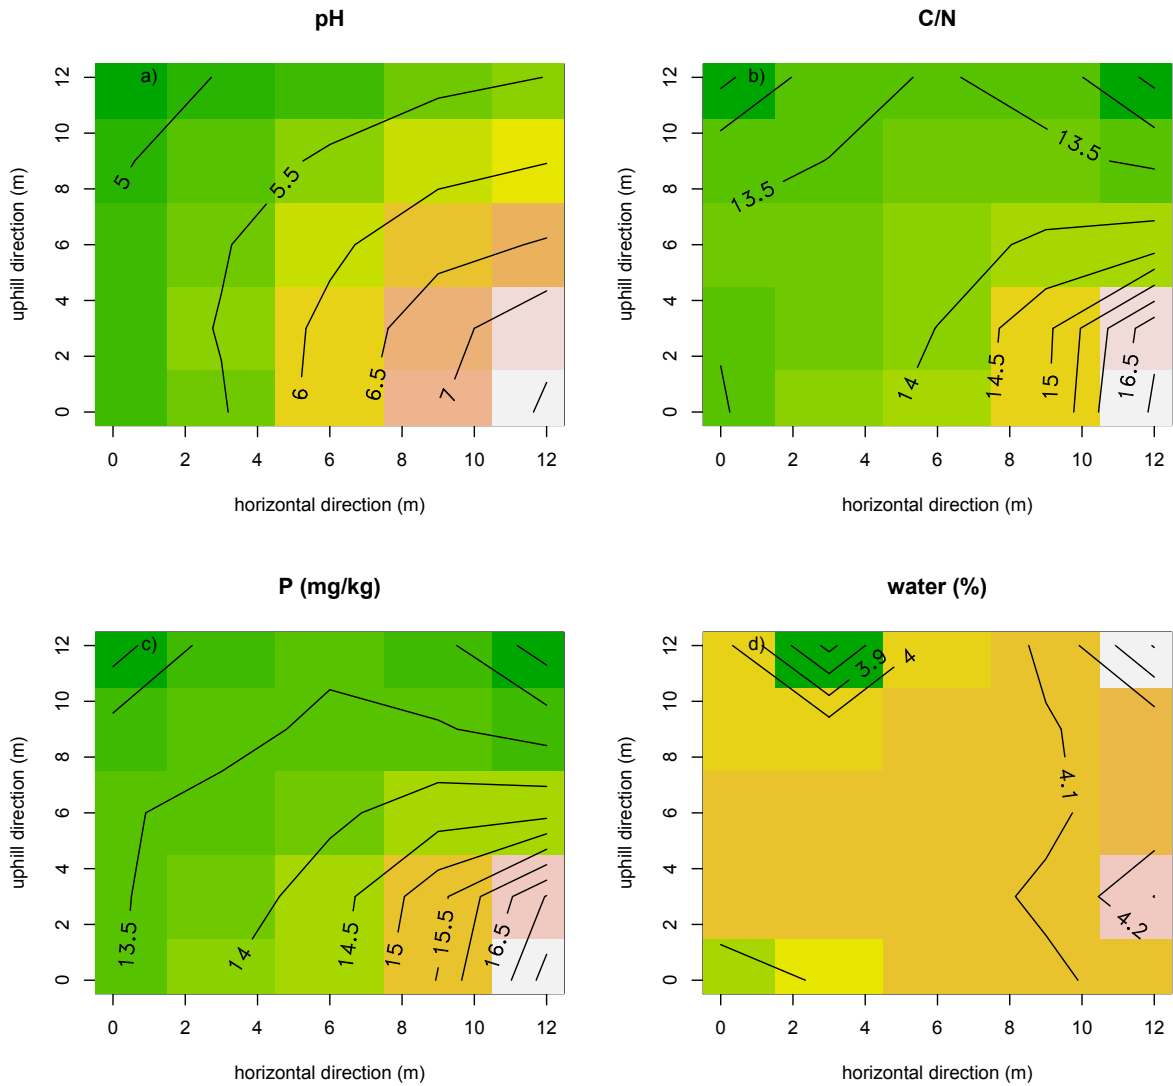 pH
a)
12
10
8
6
4
2
0
uphill direction (m)
5
5.5
6
6.5
7
0 2 4 6 8 10 12
horizontal direction (m)
C/N
b)
12
10
8
6
4
2
0
uphill direction (m)
13.5
13.5
14
14.5
15
16.5
0 2 4 6 8 10 12
horizontal direction (m)
P (mg/kg)
c)
12
10
8
6
4
2
0
uphill direction (m)
13.5
14
14.5
15
15.5
16.5
0 2 4 6 8 10 12
horizontal direction (m)
water (%)
d)
12
10
8
6
4
2
0
uphill direction (m)
3.9
4
4.1
4.2
0 2 4 6 8 10 12
horizontal direction (m)